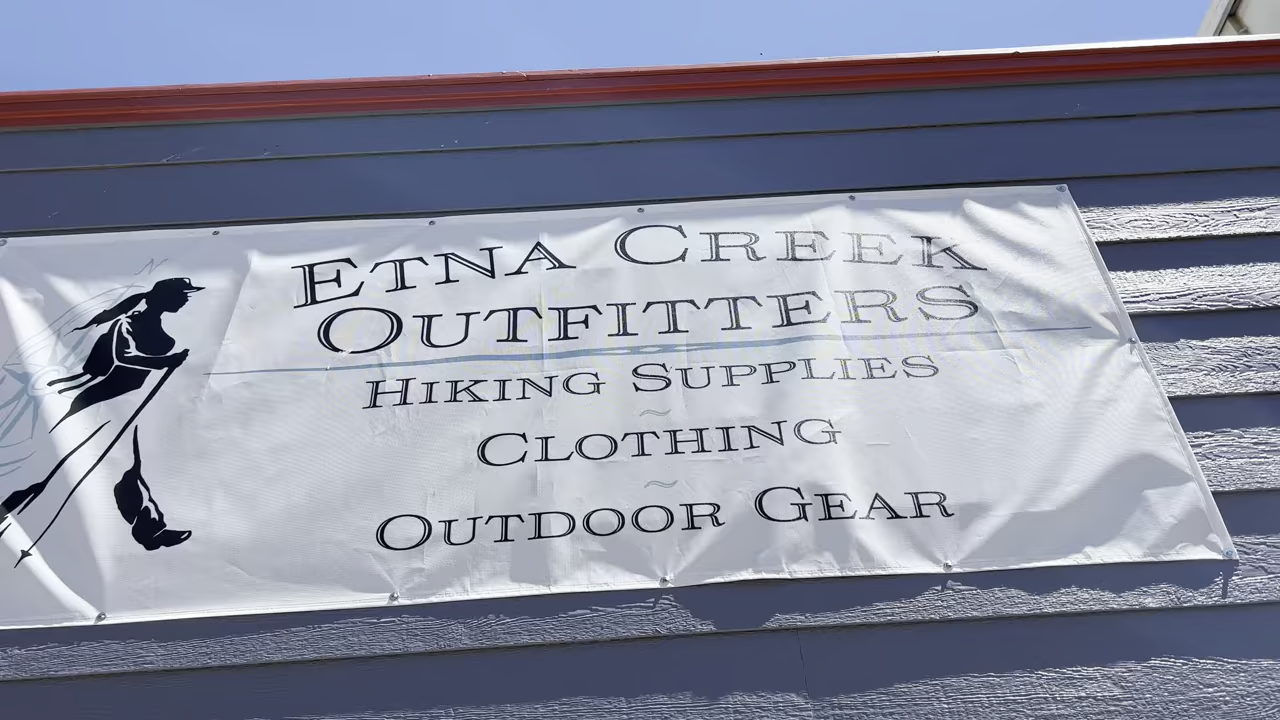 ETNA CREEK
OUTFITTERS
HIKING SUPPLIES
~
CLOTHING
~
OUTDOOR GEAR